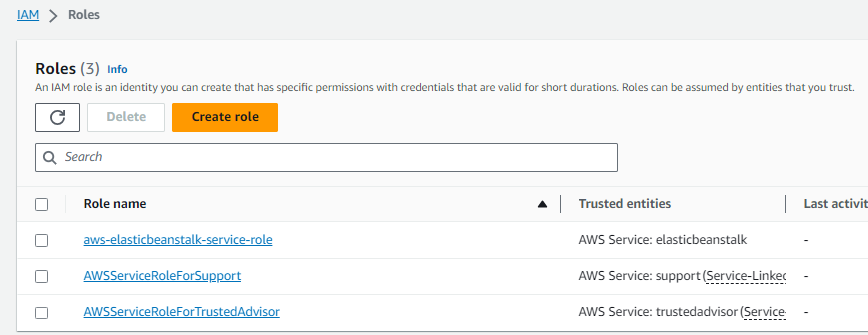 IAM > Roles
Roles (3) Info
An IAM role is an identity you can create that has specific permissions with credentials that are valid for short durations. Roles can be assumed by entities that you trust.
Delete Create role
Search
Role name Trusted entities Last activit
aws-elasticbeanstalk-service-role AWS Service: elasticbeanstalk -
AWSServiceRoleForSupport AWS Service: support (Service-Linked -
AWSServiceRoleForTrustedAdvisor AWS Service: trustedadvisor (Service- -